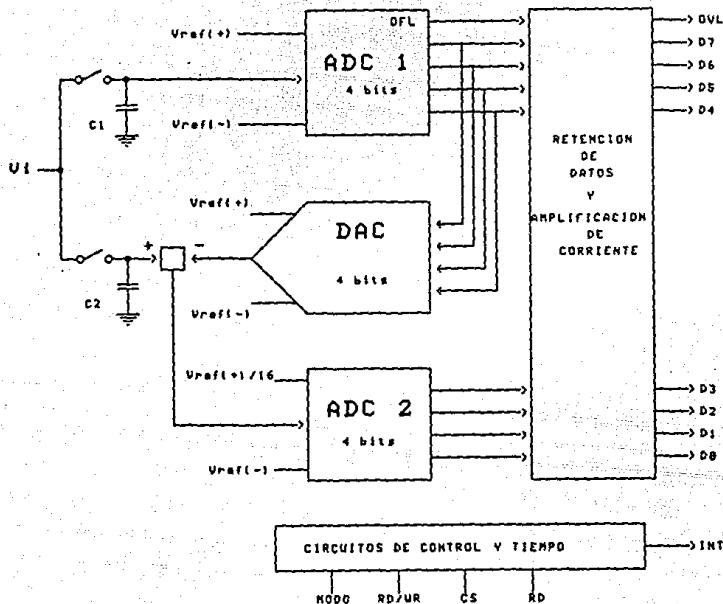 OFL
OVL
Vref(+)
ADC 1
D7
D6
4 bits
D5
C1
Vref(-)
D4
RETENCION
DE
DATOS
Y
AMPLIFICACION
DE
CORRIENTE
Vi
Vref(+)
DAC
+
-
4 bits
C2
Vref(-)
Vref(+)/16
ADC 2
D3
D2
4 bits
D1
Vref(-)
D0
CIRCUITOS DE CONTROL Y TIEMPO
INT
MODO
RD/WR
CS
RD